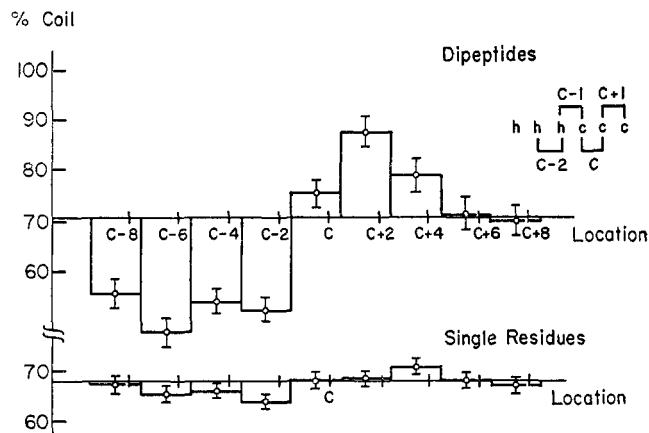 % Coil
Dipeptides
100
90
80
70
60
C-1 C+1
h h h c c c
C-2 C
C-8 C-6 C-4 C-2 C C+2 C+4 C+6 C+8
Location
Single Residues
70
60
C
Location